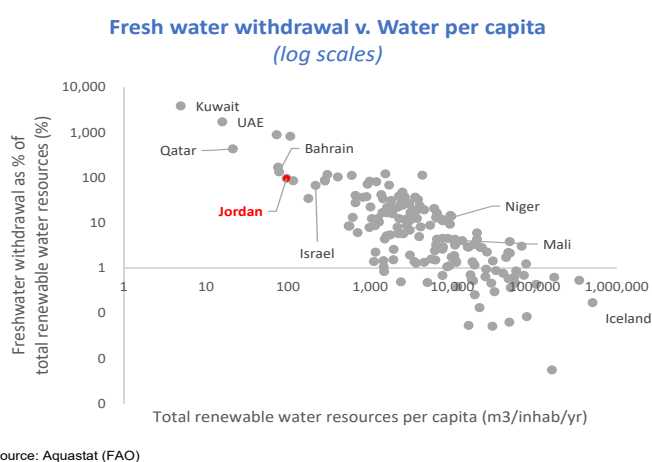 Fresh water withdrawal v. Water per capita
(log scales)
Freshwater withdrawal as % of
total renewable water resources (%)
10,000
1,000
100
10
1
0
0
0
Kuwait
UAE
Qatar
Bahrain
Jordan
Israel
Niger
Mali
Iceland
1
10
100
1,000
10,000
100,000
1,000,000
Total renewable water resources per capita (m3/inhab/yr)
ource: Aquastat (FAO)